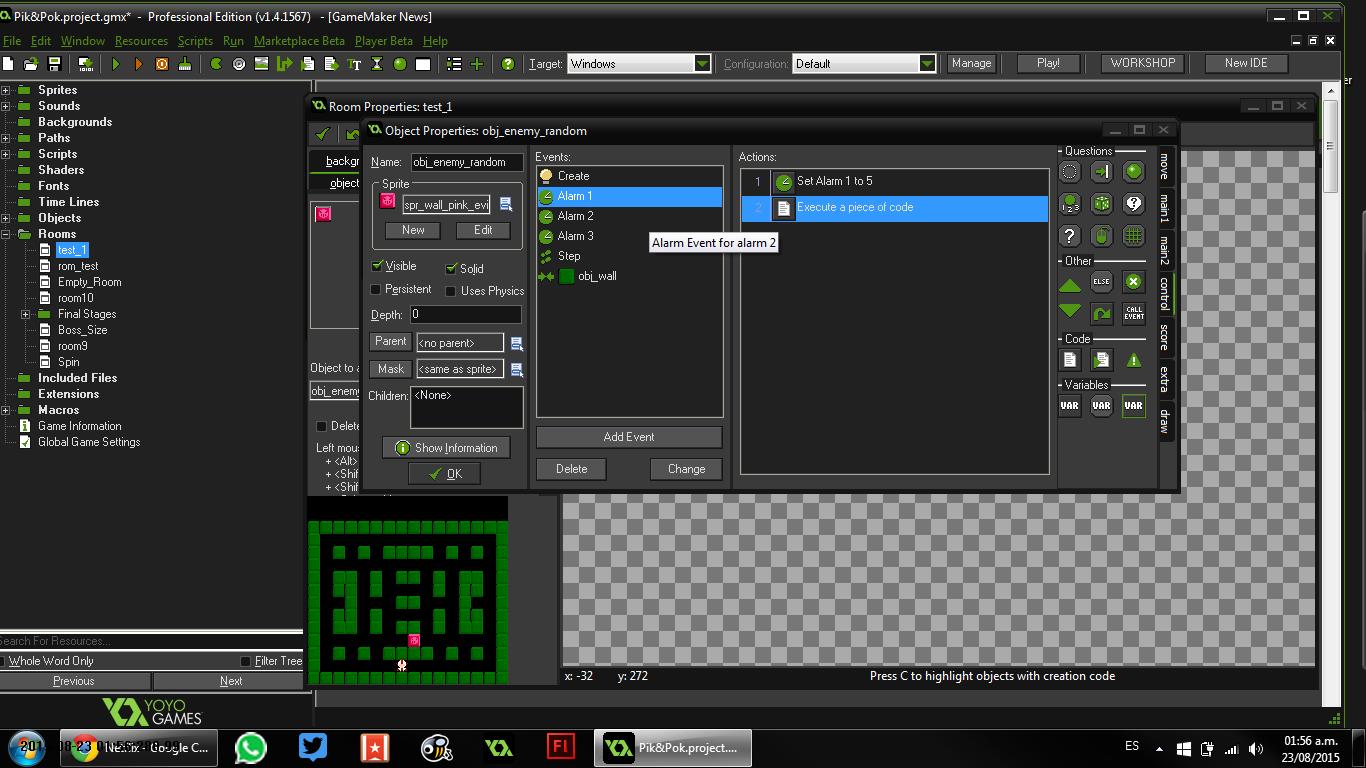 Pik&Pok.project.gmx* - Professional Edition (v1.4.1567) - [GameMaker News]
File Edit Window Resources Scripts Run Marketplace Beta Player Beta Help
Target: Windows Configuration: Default Manage Play! WORKSHOP New IDE
Sprites
Sounds
Backgrounds
Paths
Scripts
Shaders
Fonts
Time Lines
Objects
Rooms
test_1
rom_test
Empty_Room
room10
Final Stages
Boss_Size
room9
Spin
Included Files
Extensions
Macros
Game Information
Global Game Settings
Search For Resources...
Whole Word Only Filter Tree
Previous Next
YOYO
GAMES
Room Properties: test_1
backgr
object
Object to a
obj_enemy
Delete
Left mou
+ <Alt>
+ <Shif
+ <Shif
Object Properties: obj_enemy_random
Name: obj_enemy_random
Sprite
spr_wall_pink_evi
New Edit
Visible Solid
Persistent Uses Physics
Depth: 0
Parent <no parent>
Mask <same as sprite>
Children: <None>
Show Information
OK
Events:
Create
Alarm 1
Alarm 2
Alarm 3
Step
obj_wall
Add Event
Delete Change
Alarm Event for alarm 2
Actions:
1 Set Alarm 1 to 5
2 Execute a piece of code
Questions
Other
ELSE
CALL
EVENT
Code
Variables
VAR VAR VAR
move
main1
main2
control
score
extra
draw
x: -32 y: 272 Press C to highlight objects with creation code
Netflix - Google C...
Fl
Pik&Pok.project....
ES
01:56 a.m.
23/08/2015